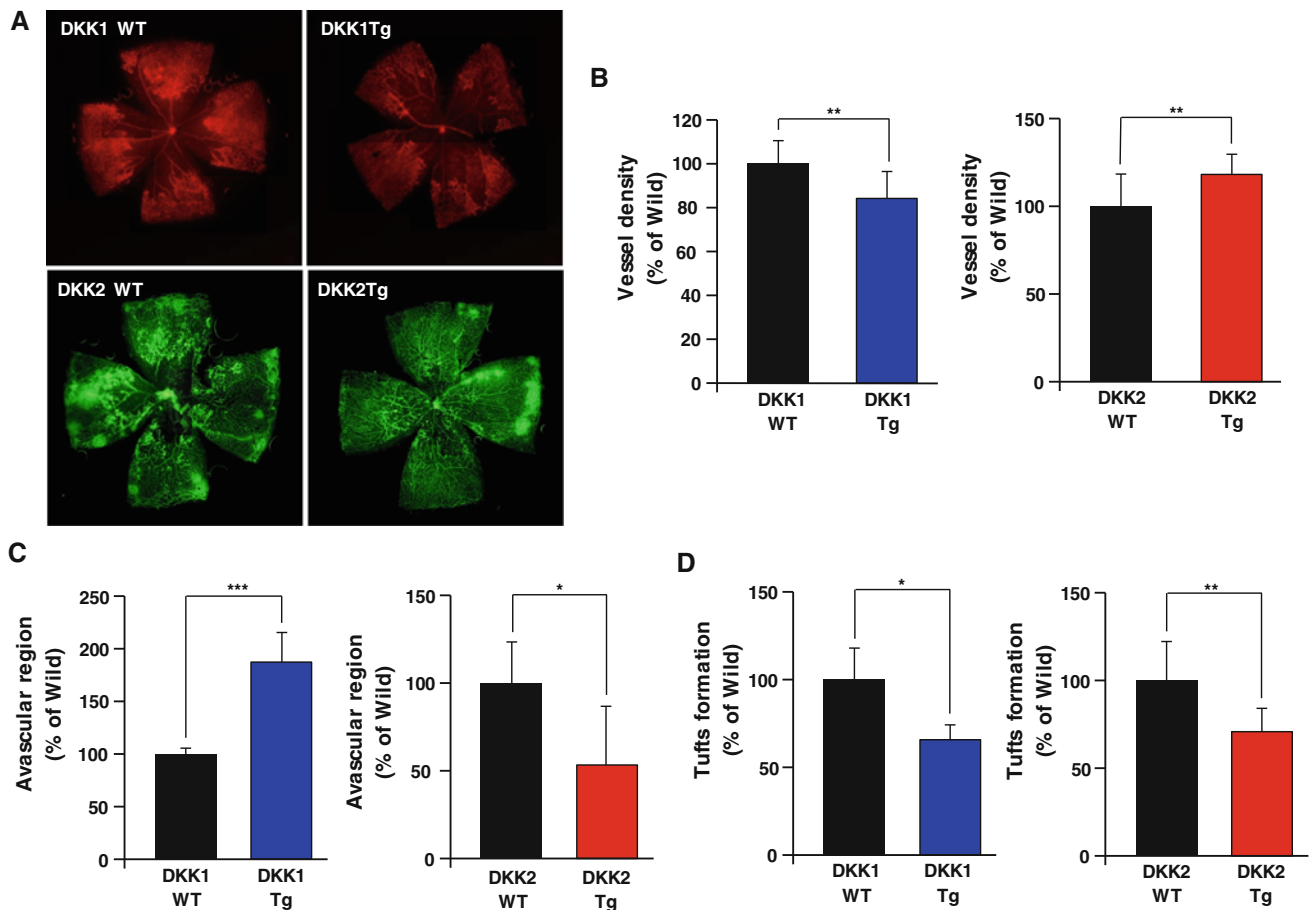 A
DKK1 WT
DKK1Tg
DKK2 WT
DKK2Tg
B
Vessel density
(% of Wild)
120
100
80
60
40
20
0
**
DKK1
WT
DKK1
Tg
Vessel density
(% of Wild)
150
100
50
0
**
DKK2
WT
DKK2
Tg
C
Avascular region
(% of Wild)
250
200
150
100
50
0
***
DKK1
WT
DKK1
Tg
Avascular region
(% of Wild)
150
100
50
0
*
DKK2
WT
DKK2
Tg
D
Tufts formation
(% of Wild)
150
100
50
0
*
DKK1
WT
DKK1
Tg
Tufts formation
(% of Wild)
150
100
50
0
**
DKK2
WT
DKK2
Tg